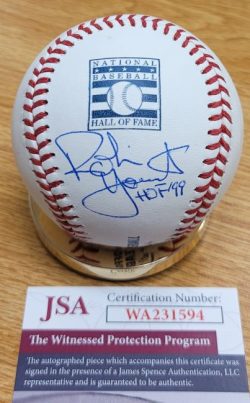 NATIONAL
BASEBALL
HALL OF FAME
Robin
Yount
HOF 99
JSA
Certification Number:
WA231594
The Witnessed Protection Program
The autographed piece which accompanies this certificate was
signed in the presence of a James Spence Authentication, LLC
representative and is guaranteed to be authentic.